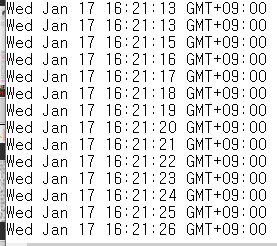 Wed Jan 17 16:21:13 GMT+09:00
Wed Jan 17 16:21:13 GMT+09:00
Wed Jan 17 16:21:15 GMT+09:00
Wed Jan 17 16:21:16 GMT+09:00
Wed Jan 17 16:21:17 GMT+09:00
Wed Jan 17 16:21:18 GMT+09:00
Wed Jan 17 16:21:19 GMT+09:00
Wed Jan 17 16:21:20 GMT+09:00
Wed Jan 17 16:21:21 GMT+09:00
Wed Jan 17 16:21:22 GMT+09:00
Wed Jan 17 16:21:23 GMT+09:00
Wed Jan 17 16:21:24 GMT+09:00
Wed Jan 17 16:21:25 GMT+09:00
Wed Jan 17 16:21:26 GMT+09:00